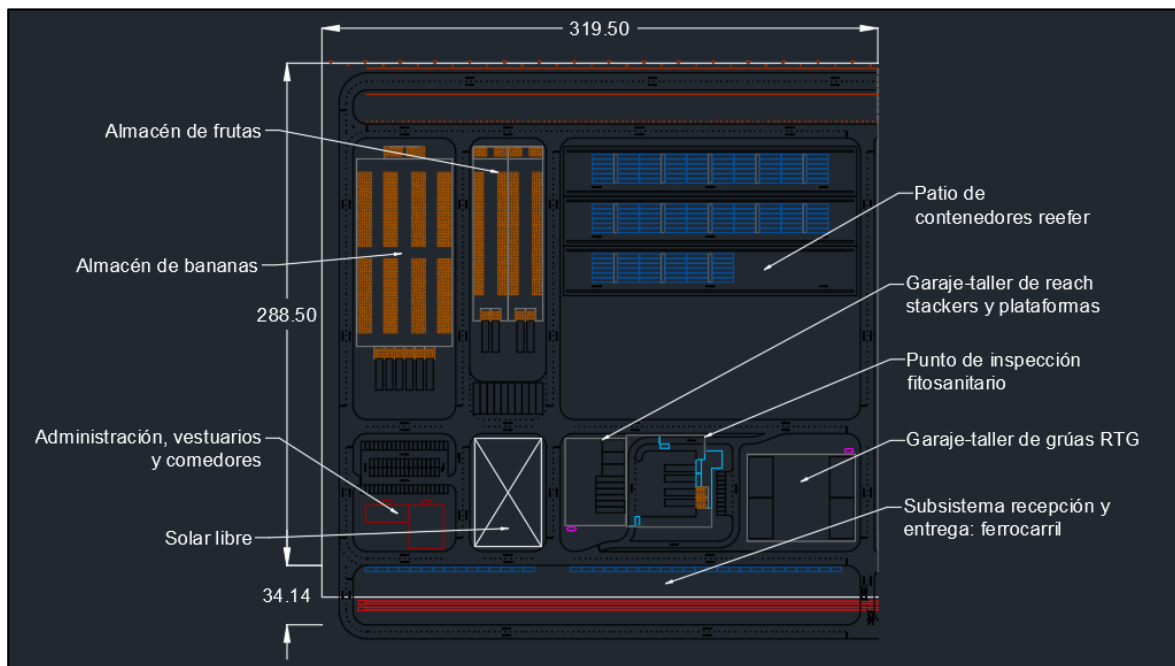 319.50
Almacén de frutas
Patio de
contenedores reefer
Almacén de bananas
Garaje-taller de reach
stackers y plataformas
288.50
Punto de inspección
fitosanitario
Administración, vestuarios
y comedores
Garaje-taller de grúas RTG
Solar libre
Subsistema recepción y
entrega: ferrocarril
34.14